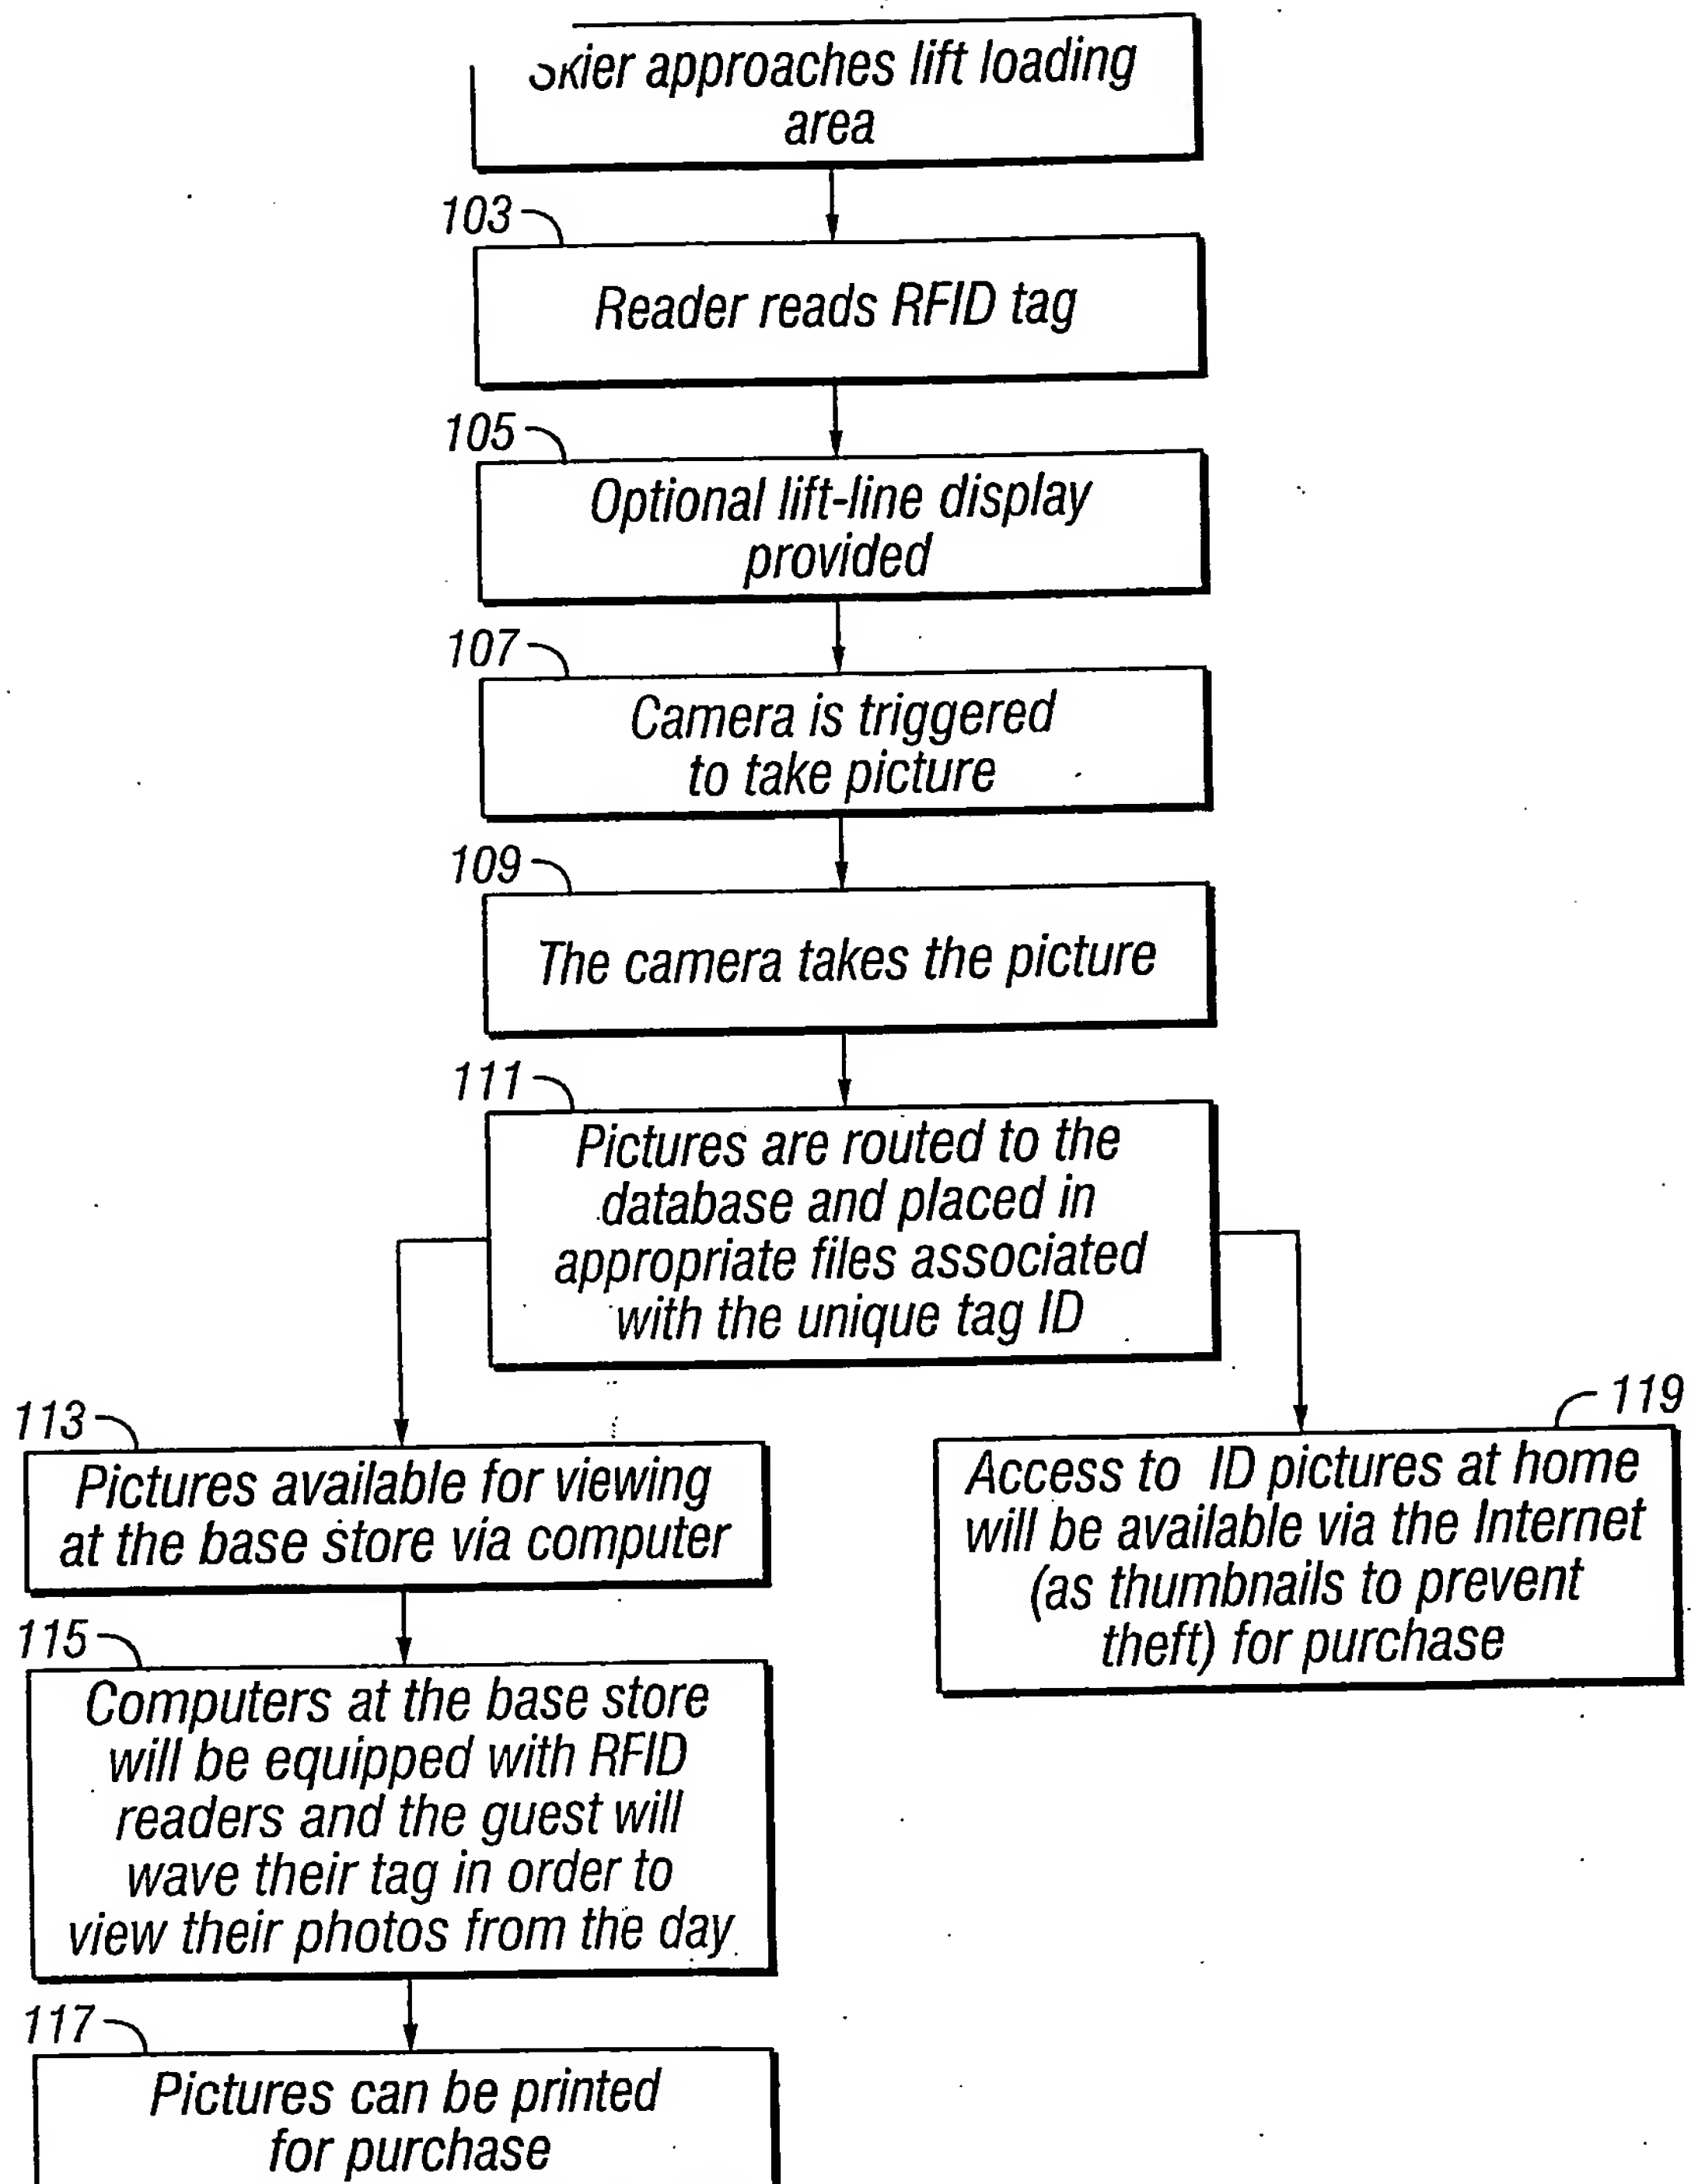 Skier approaches lift loading
area
103
Reader reads RFID tag
105
Optional lift-line display
provided
107
Camera is triggered
to take picture
109
The camera takes the picture
111
Pictures are routed to the
database and placed in
appropriate files associated
with the unique tag ID
113
Pictures available for viewing
at the base store via computer
119
Access to ID pictures at home
will be available via the Internet
(as thumbnails to prevent
theft) for purchase
115
Computers at the base store
will be equipped with RFID
readers and the guest will
wave their tag in order to
view their photos from the day
117
Pictures can be printed
for purchase